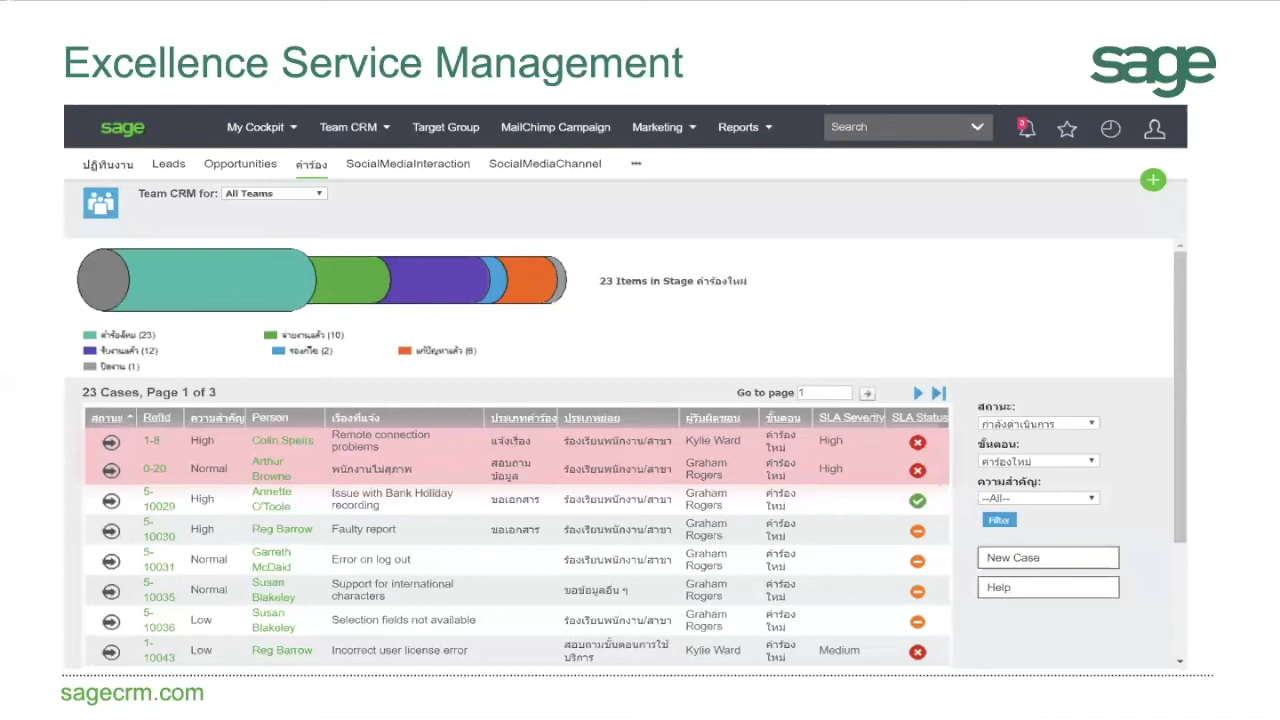 Excellence Service Management
sage
sage
My Cockpit
Team CRM
Target Group
MailChimp Campaign
Marketing
Reports
Search
3
ปฏิทินงาน
Leads
Opportunities
คำร้อง
SocialMediaInteraction
SocialMediaChannel
Team CRM for: All Teams
23 Items in Stage คำร้องใหม่
คำร้องใหม่ (23)
จ่ายงานแล้ว (10)
รับงานแล้ว (12)
รอแก้ไข (2)
แก้ปัญหาแล้ว (6)
ปิดงาน (1)
23 Cases, Page 1 of 3
Go to page 1
สถานะ RefId ความสำคัญ Person เรื่องที่แจ้ง ประเภทคำร้อง ประเภทย่อย ผู้รับผิดชอบ ขั้นตอน SLA Severity SLA Status
1-8 High Colin Speirs Remote connection problems แจ้งเรื่อง ร้องเรียนพนักงาน/สาขา Kylie Ward คำร้องใหม่ High
0-20 Normal Arthur Browne พนักงานไม่สุภาพ สอบถามข้อมูล ร้องเรียนพนักงาน/สาขา Graham Rogers คำร้องใหม่ High
5-10029 High Annette O'Toole Issue with Bank Holiday recording ขอเอกสาร ร้องเรียนพนักงาน/สาขา Graham Rogers คำร้องใหม่
5-10030 High Reg Barrow Faulty report ขอเอกสาร ร้องเรียนพนักงาน/สาขา Graham Rogers คำร้องใหม่
5-10031 Normal Garreth McDaid Error on log out ร้องเรียนพนักงาน/สาขา Graham Rogers คำร้องใหม่
5-10035 Normal Susan Blakeley Support for international characters ขอข้อมูลอื่น ๆ Graham Rogers คำร้องใหม่
5-10036 Low Susan Blakeley Selection fields not available ร้องเรียนพนักงาน/สาขา Graham Rogers คำร้องใหม่
1-10043 Low Reg Barrow Incorrect user license error สอบถามขั้นตอนการใช้บริการ Kylie Ward คำร้องใหม่ Medium
สถานะ:
กำลังดำเนินการ
ขั้นตอน:
คำร้องใหม่
ความสำคัญ:
--All--
Filter
New Case
Help
sagecrm.com